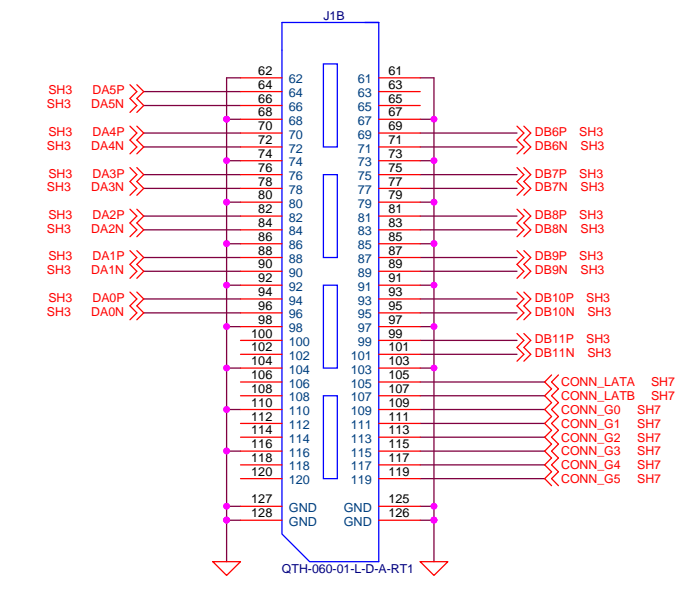 J1B
62 62 61 61
SH3 DA5P 64 64 63 63
SH3 DA5N 66 66 65 65
68 68 67 67
SH3 DA4P 70 70 69 69 DB6P SH3
SH3 DA4N 72 72 71 71 DB6N SH3
74 74 73 73
SH3 DA3P 76 76 75 75 DB7P SH3
SH3 DA3N 78 78 77 77 DB7N SH3
80 80 79 79
SH3 DA2P 82 82 81 81 DB8P SH3
SH3 DA2N 84 84 83 83 DB8N SH3
86 86 85 85
SH3 DA1P 88 88 87 87 DB9P SH3
SH3 DA1N 90 90 89 89 DB9N SH3
92 92 91 91
SH3 DA0P 94 94 93 93 DB10P SH3
SH3 DA0N 96 96 95 95 DB10N SH3
98 98 97 97
100 100 99 99 DB11P SH3
102 102 101 101 DB11N SH3
104 104 103 103
106 106 105 105 CONN_LATA SH7
108 108 107 107 CONN_LATB SH7
110 110 109 109 CONN_G0 SH7
112 112 111 111 CONN_G1 SH7
114 114 113 113 CONN_G2 SH7
116 116 115 115 CONN_G3 SH7
118 118 117 117 CONN_G4 SH7
120 120 119 119 CONN_G5 SH7
127 GND GND 125
128 GND GND 126
QTH-060-01-L-D-A-RT1